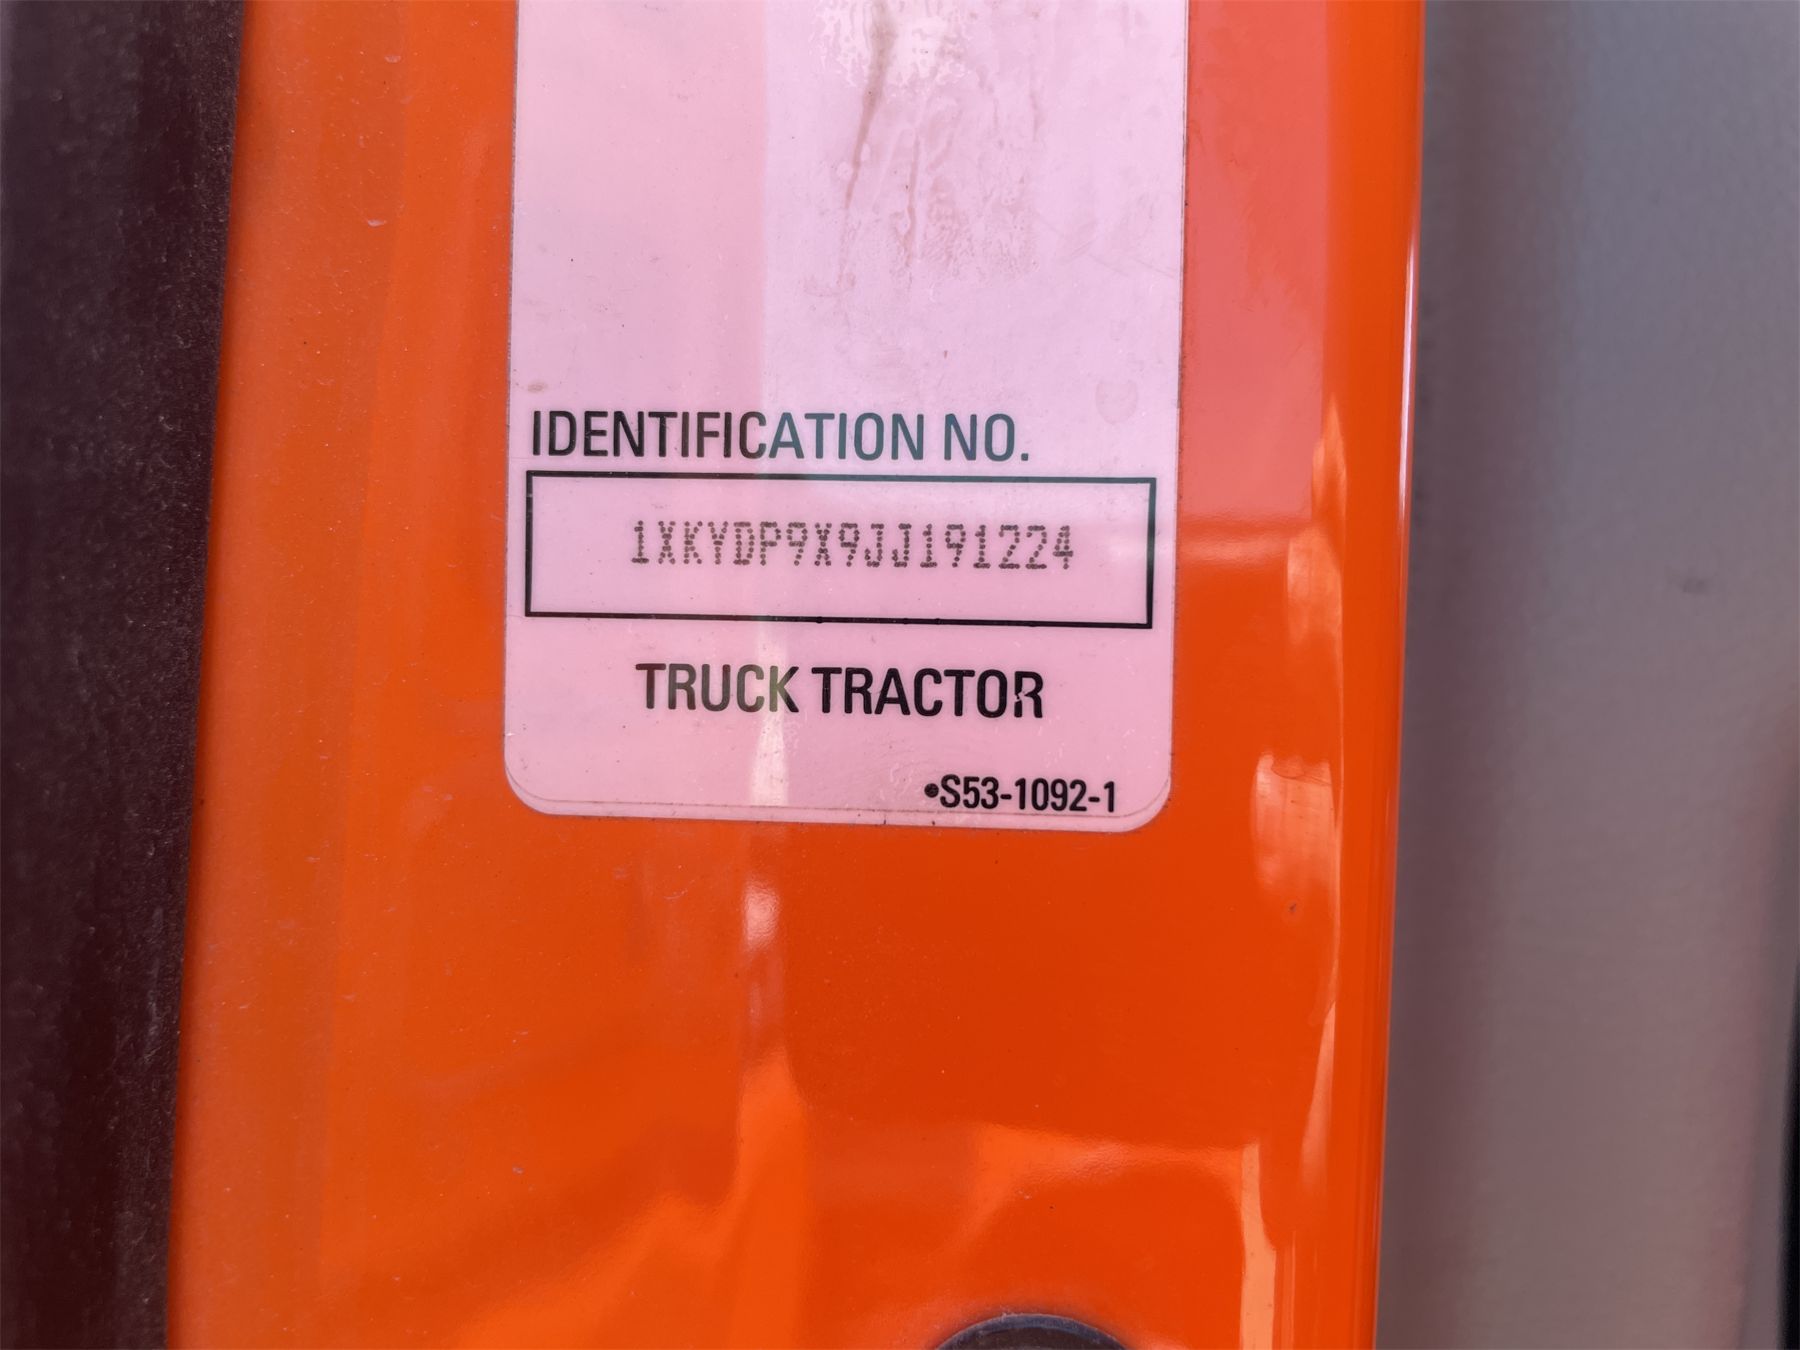 IDENTIFICATION NO.
1XKYDP9X9JJ191224
TRUCK TRACTOR
•S53-1092-1